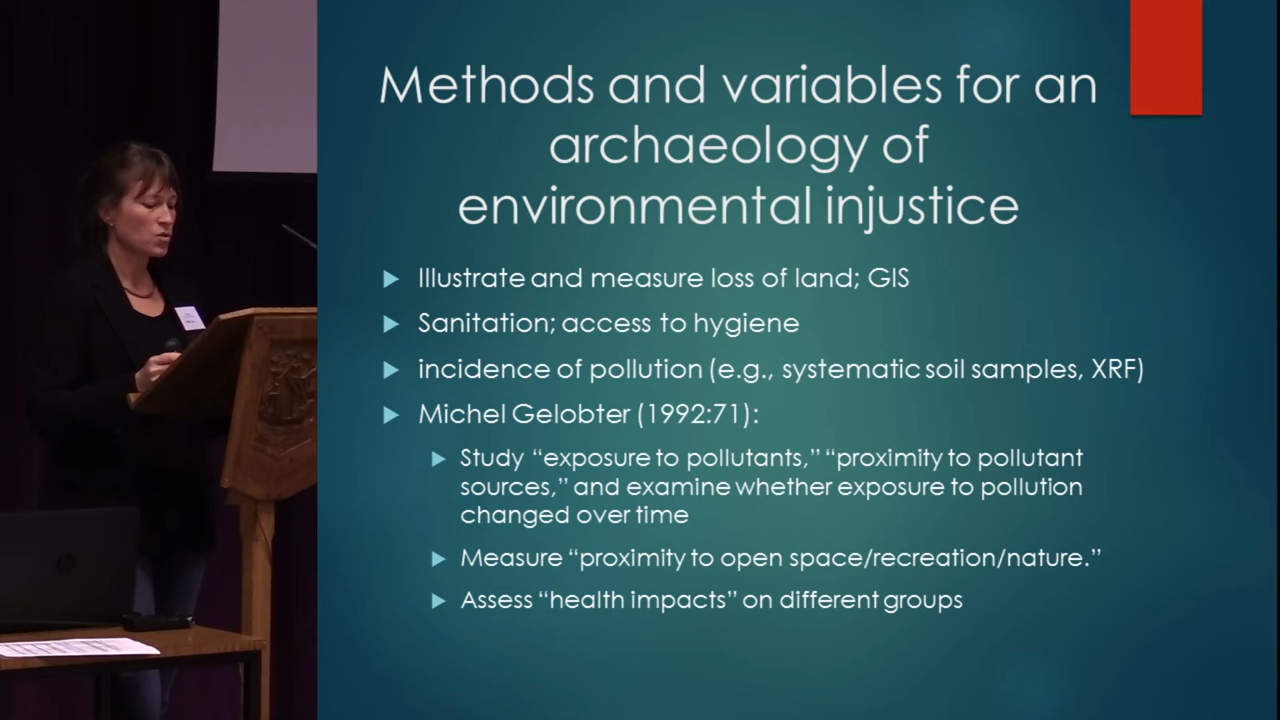 Methods and variables for an
archaeology of
environmental injustice
Illustrate and measure loss of land; GIS
Sanitation; access to hygiene
incidence of pollution (e.g., systematic soil samples, XRF)
Michel Gelobter (1992:71):
Study “exposure to pollutants,” “proximity to pollutant
sources,” and examine whether exposure to pollution
changed over time
Measure “proximity to open space/recreation/nature.”
Assess “health impacts” on different groups